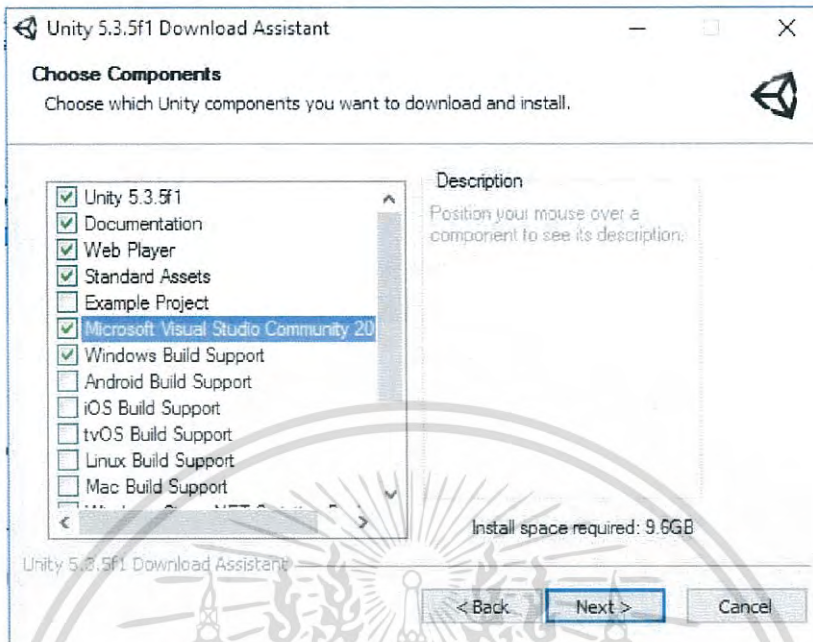 Unity 5.3.5f1 Download Assistant
Choose Components
Choose which Unity components you want to download and install.
Unity 5.3.5f1
Documentation
Web Player
Standard Assets
Example Project
Microsoft Visual Studio Community 20
Windows Build Support
Android Build Support
iOS Build Support
tvOS Build Support
Linux Build Support
Mac Build Support
Description
Position your mouse over a
component to see its description.
Install space required: 9.6GB
Unity 5.3.5f1 Download Assistant
< Back
Next >
Cancel